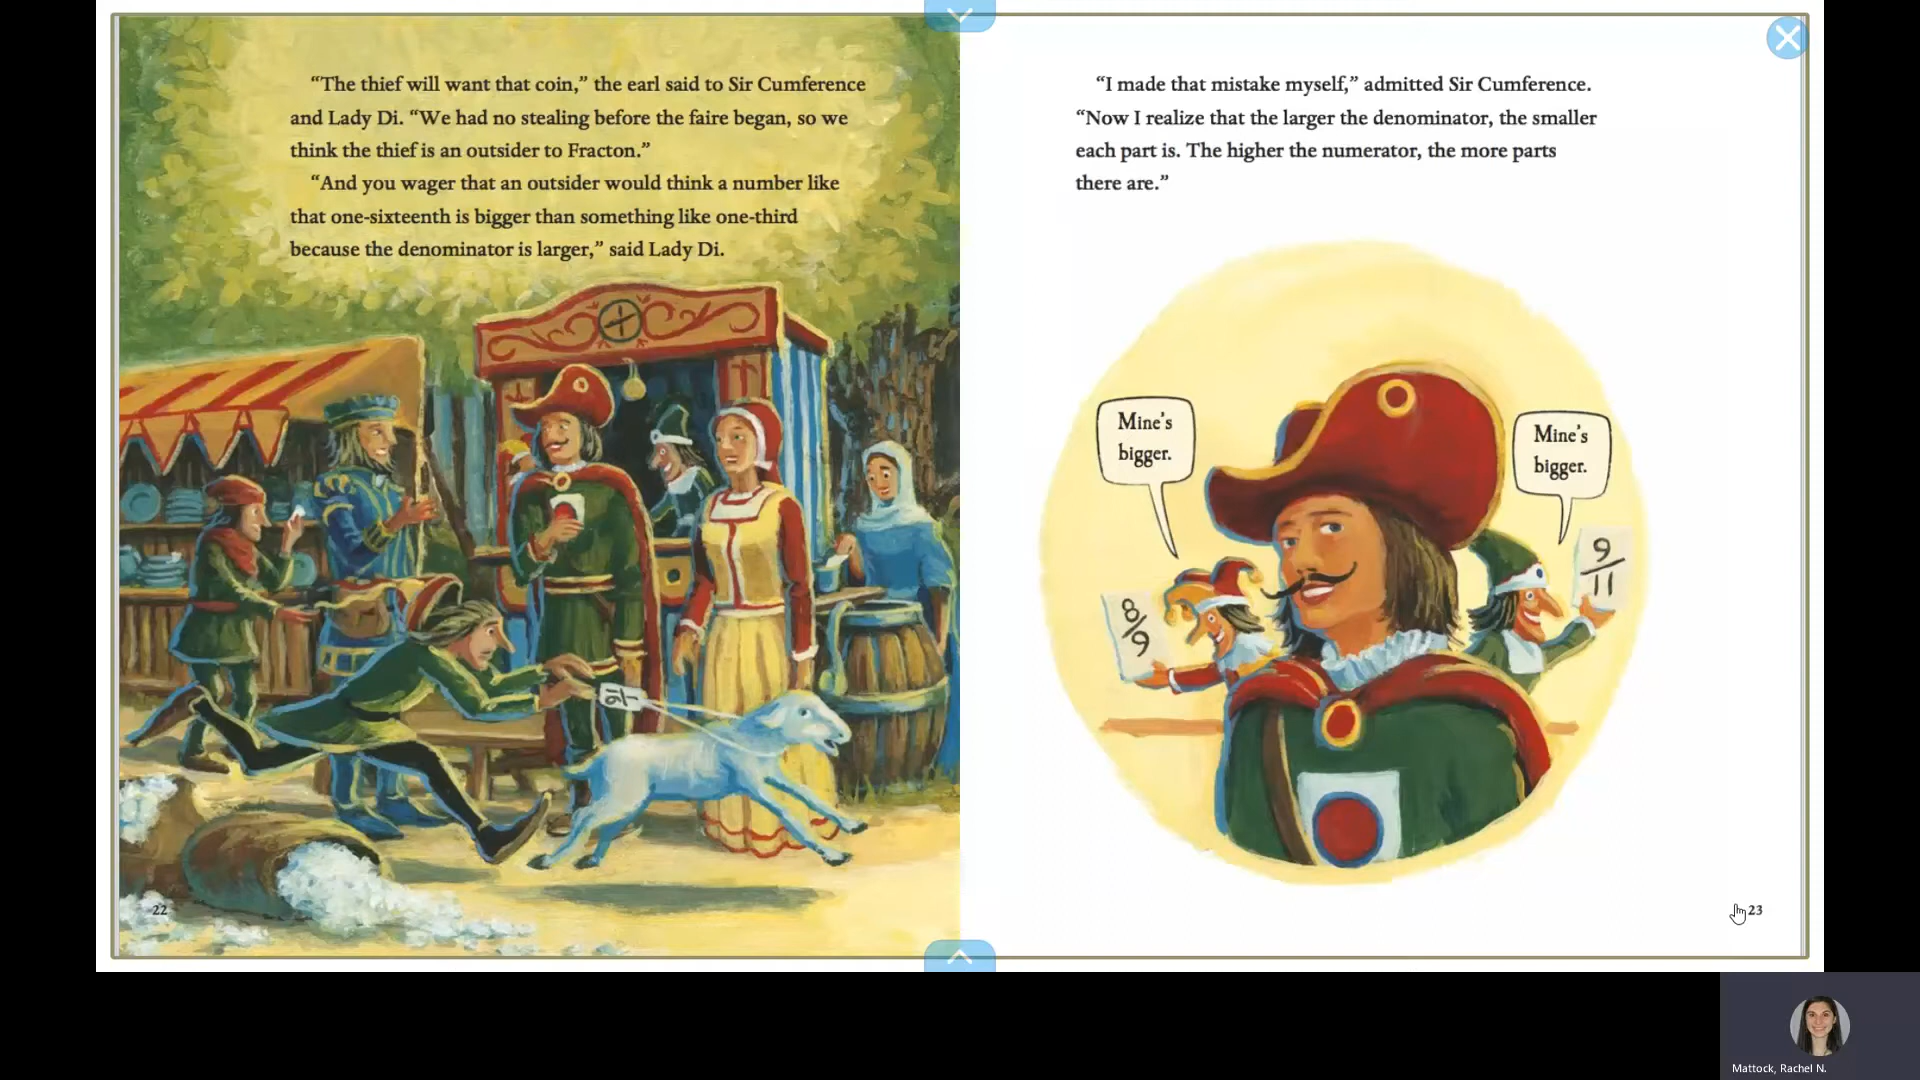 “The thief will want that coin,” the earl said to Sir Cumference
and Lady Di. “We had no stealing before the faire began, so we
think the thief is an outsider to Fracton.”
“And you wager that an outsider would think a number like
that one-sixteenth is bigger than something like one-third
because the denominator is larger,” said Lady Di.
1/16
22
“I made that mistake myself,” admitted Sir Cumference.
“Now I realize that the larger the denominator, the smaller
each part is. The higher the numerator, the more parts
there are.”
Mine’s
bigger.
Mine’s
bigger.
8/9
9/11
23
Mattock, Rachel N.